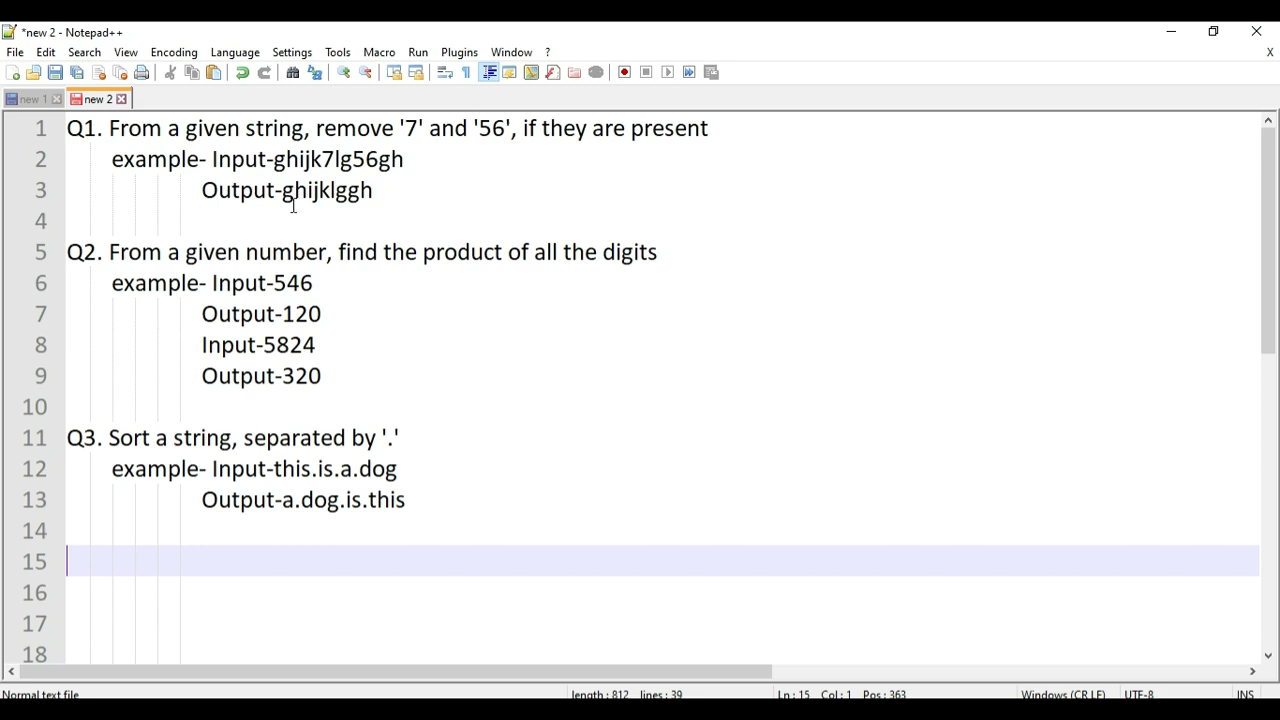 *new 2 - Notepad++
File Edit Search View Encoding Language Settings Tools Macro Run Plugins Window ? X
new 1 new 2
1 Q1. From a given string, remove '7' and '56', if they are present
2 example- Input-ghijk7lg56gh
3 Output-ghijklggh
4
5 Q2. From a given number, find the product of all the digits
6 example- Input-546
7 Output-120
8 Input-5824
9 Output-320
10
11 Q3. Sort a string, separated by '.'
12 example- Input-this.is.a.dog
13 Output-a.dog.is.this
14
15
16
17
18
Normal text file length : 812 lines : 39 Ln : 15 Col : 1 Pos : 363 Windows (CR LF) UTF-8 INS